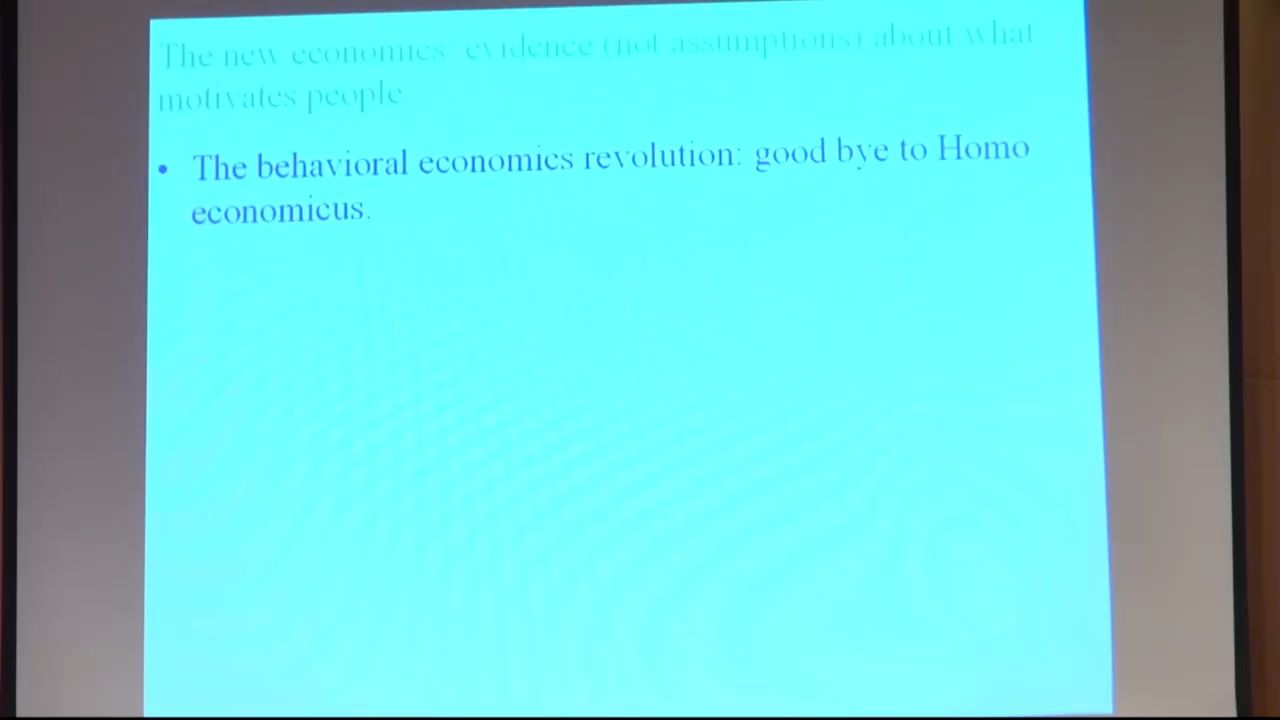 The new economics' evidence (not assumptions) about what
motivates people
• The behavioral economics revolution: good bye to Homo
economicus.